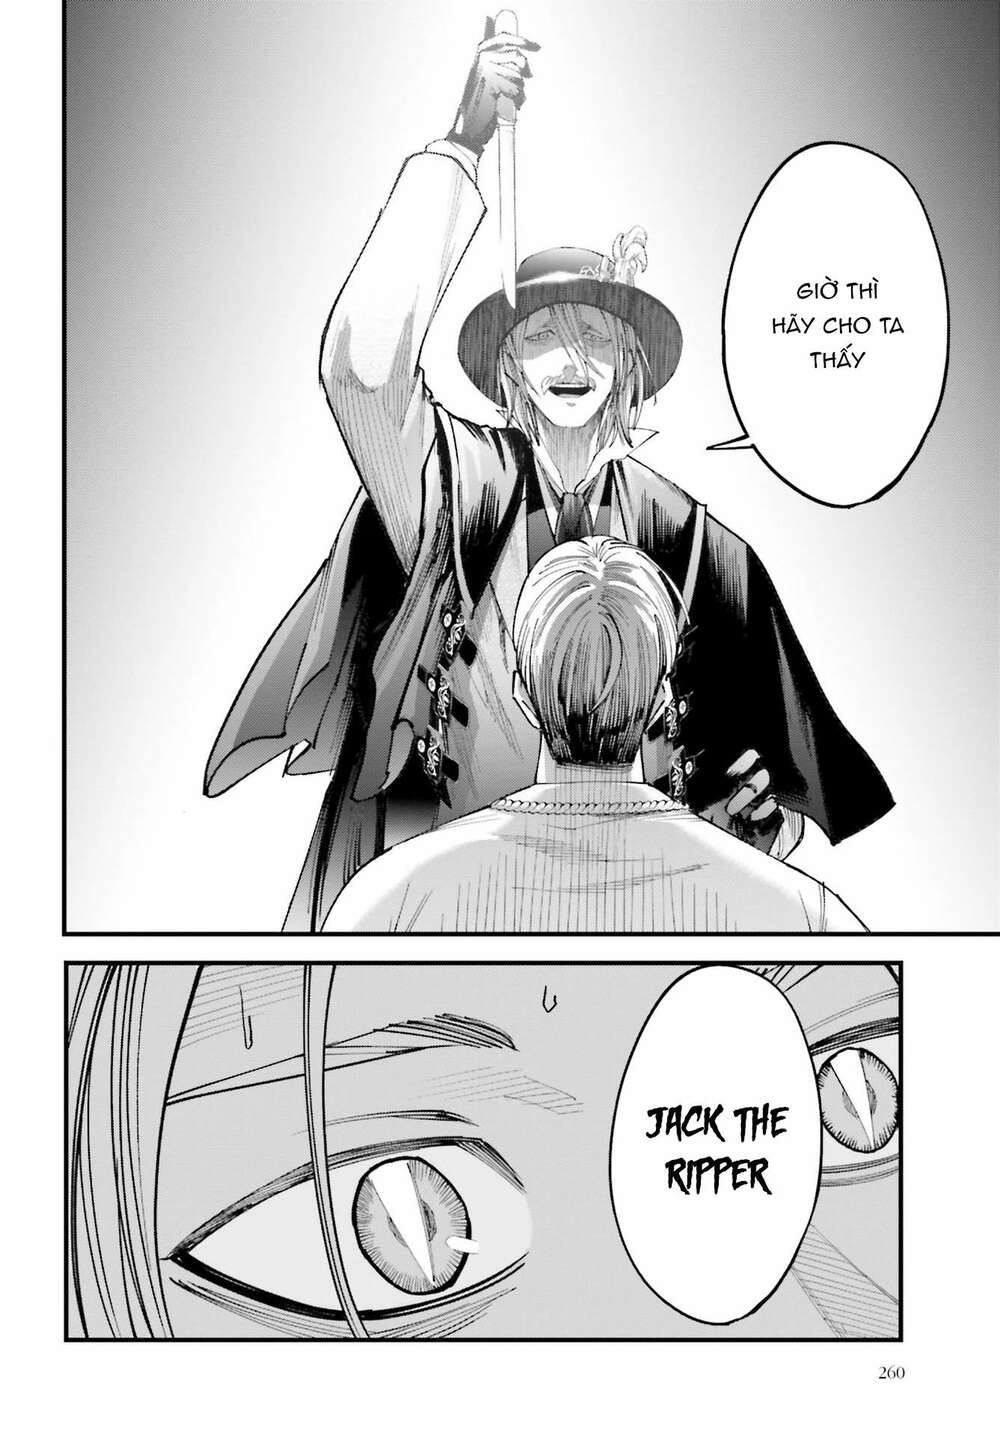 GIỜ THÌ
HÃY CHO TA
THẤY
JACK THE
RIPPER
260